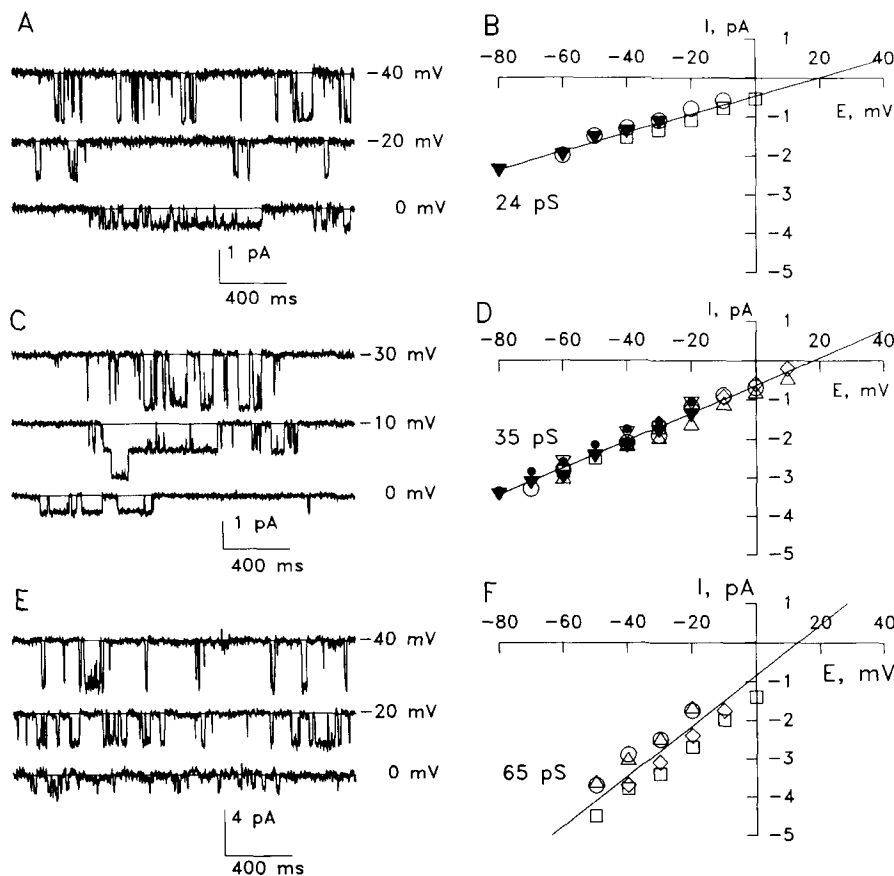 A
-40 mV
-20 mV
0 mV
1 pA
400 ms
B
I, pA
-80 -60 -40 -20 20 40
E, mV
1
-1
-2
-3
-4
-5
24 pS
C
-30 mV
-10 mV
0 mV
1 pA
400 ms
D
I, pA
-80 -60 -40 -20 20 40
E, mV
1
-1
-2
-3
-4
-5
35 pS
E
-40 mV
-20 mV
0 mV
4 pA
400 ms
F
I, pA
-80 -60 -40 -20 20 40
E, mV
1
-1
-2
-3
-4
-5
65 pS